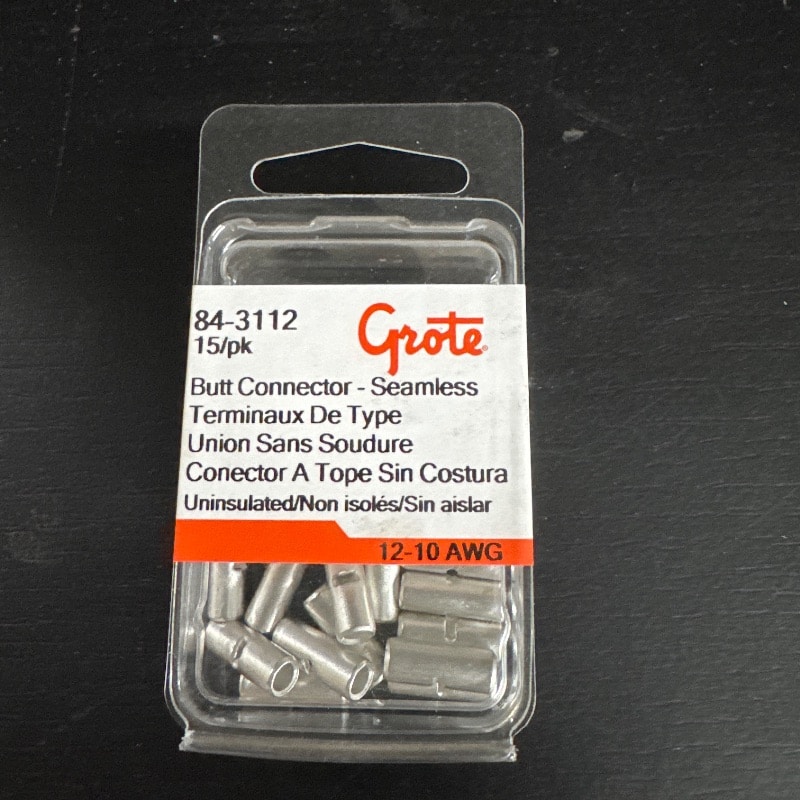 84-3112
15/pk
Grote
Butt Connector - Seamless
Terminaux De Type
Union Sans Soudure
Conector A Tope Sin Costura
Uninsulated/Non isolés/Sin aislar
12-10 AWG